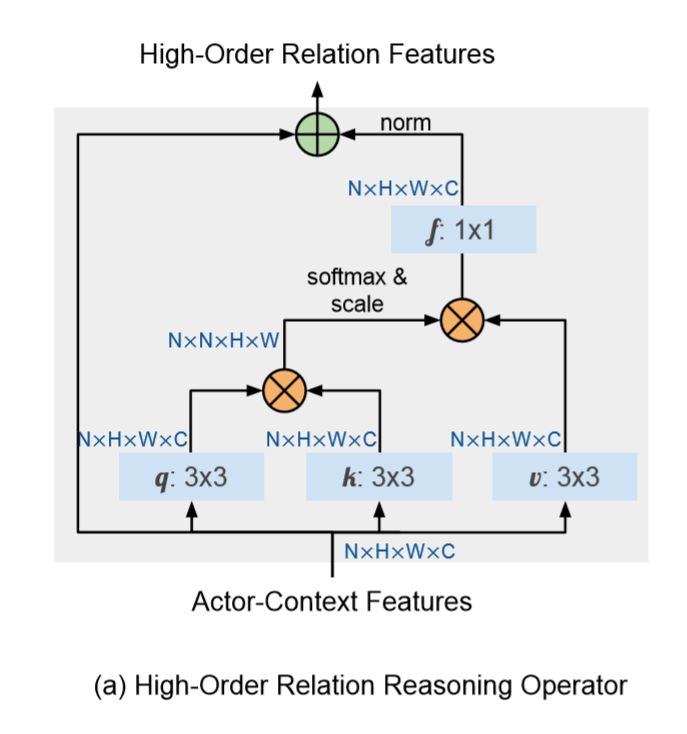 High-Order Relation Features
norm
N×H×W×C
f: 1x1
softmax &
scale
N×N×H×W
N×H×W×C N×H×W×C N×H×W×C
q: 3x3 k: 3x3 v: 3x3
N×H×W×C
Actor-Context Features
(a) High-Order Relation Reasoning Operator